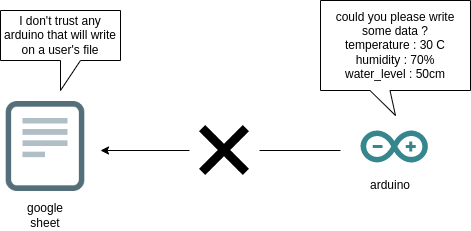 I don't trust any
arduino that will write
on a user's file
could you please write
some data ?
temperature : 30 C
humidity : 70%
water_level : 50cm
google
sheet
arduino